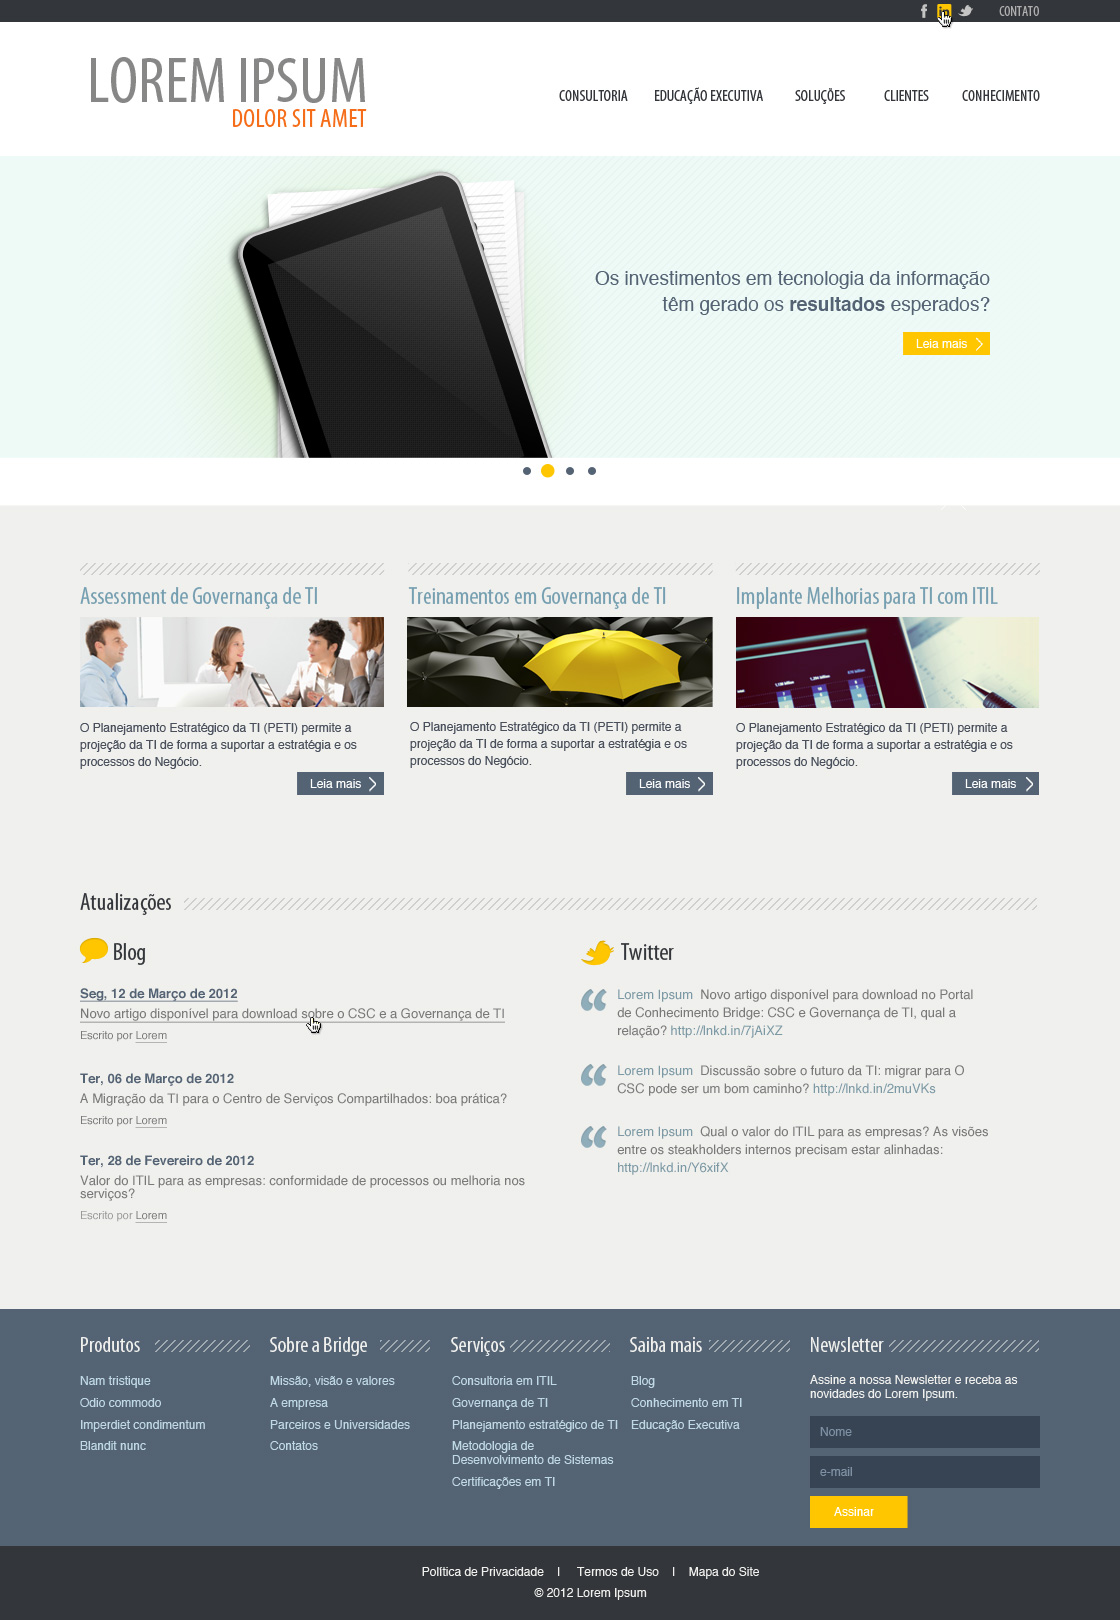 CONTATO
LOREM IPSUM
DOLOR SIT AMET
CONSULTORIA EDUCAÇÃO EXECUTIVA SOLUÇÕES CLIENTES CONHECIMENTO
Os investimentos em tecnologia da informação
têm gerado os resultados esperados?
Leia mais
Assessment de Governança de TI
O Planejamento Estratégico da TI (PETI) permite a
projeção da TI de forma a suportar a estratégia e os
processos do Negócio.
Leia mais
Treinamentos em Governança de TI
O Planejamento Estratégico da TI (PETI) permite a
projeção da TI de forma a suportar a estratégia e os
processos do Negócio.
Leia mais
Implante Melhorias para TI com ITIL
O Planejamento Estratégico da TI (PETI) permite a
projeção da TI de forma a suportar a estratégia e os
processos do Negócio.
Leia mais
Atualizações
Blog
Seg, 12 de Março de 2012
Novo artigo disponível para download sobre o CSC e a Governança de TI
Escrito por Lorem
Ter, 06 de Março de 2012
A Migração da TI para o Centro de Serviços Compartilhados: boa prática?
Escrito por Lorem
Ter, 28 de Fevereiro de 2012
Valor do ITIL para as empresas: conformidade de processos ou melhoria nos
serviços?
Escrito por Lorem
Twitter
Lorem Ipsum Novo artigo disponível para download no Portal
de Conhecimento Bridge: CSC e Governança de TI, qual a
relação? http://lnkd.in/7jAiXZ
Lorem Ipsum Discussão sobre o futuro da TI: migrar para O
CSC pode ser um bom caminho? http://lnkd.in/2muVKs
Lorem Ipsum Qual o valor do ITIL para as empresas? As visões
entre os steakholders internos precisam estar alinhadas:
http://lnkd.in/Y6xifX
Produtos
Nam tristique
Odio commodo
Imperdiet condimentum
Blandit nunc
Sobre a Bridge
Missão, visão e valores
A empresa
Parceiros e Universidades
Contatos
Serviços
Consultoria em ITIL
Governança de TI
Planejamento estratégico de TI
Metodologia de
Desenvolvimento de Sistemas
Certificações em TI
Saiba mais
Blog
Conhecimento em TI
Educação Executiva
Newsletter
Assine a nossa Newsletter e receba as
novidades do Lorem Ipsum.
Nome
e-mail
Assinar
Política de Privacidade I Termos de Uso I Mapa do Site
© 2012 Lorem Ipsum